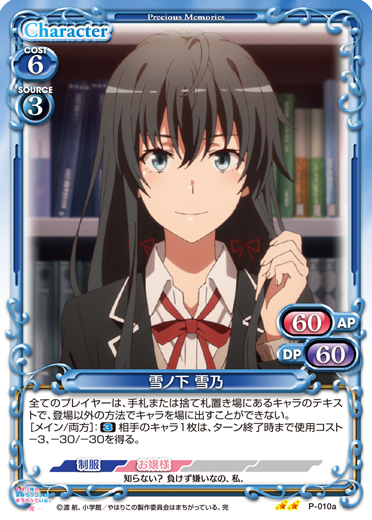 Precious Memories
Character
COST
6
SOURCE
3
60 AP
DP 60
雪ノ下 雪乃
全てのプレイヤーは、手札または捨て札置き場にあるキャラのテキス
トで、登場以外の方法でキャラを場に出すことができない。
[メイン/両方]: 3 相手のキャラ1枚は、ターン終了時まで使用コスト
−3、−30/−30を得る。
制服 お嬢様
知らない? 負けず嫌いなの、私。
©渡 航、小学館/やはりこの製作委員会はまちがっている。完
P-010a